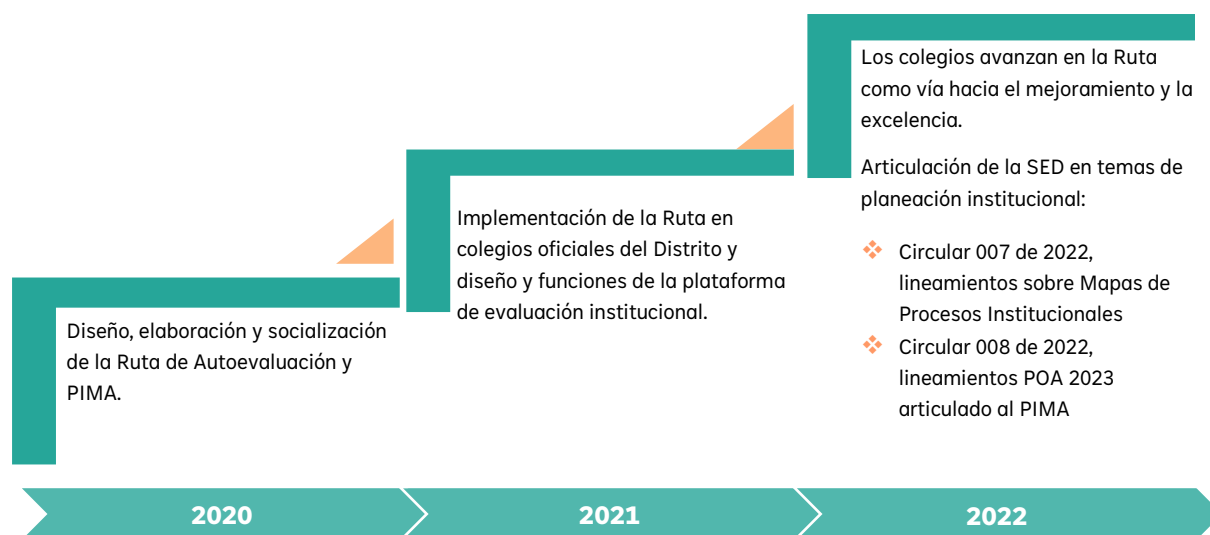 Los colegios avanzan en la Ruta
como vía hacia el mejoramiento y la
excelencia.
Articulación de la SED en temas de
planeación institucional:
Circular 007 de 2022,
lineamientos sobre Mapas de
Procesos Institucionales
Circular 008 de 2022,
lineamientos POA 2023
articulado al PIMA
Implementación de la Ruta en
colegios oficiales del Distrito y
diseño y funciones de la plataforma
de evaluación institucional.
Diseño, elaboración y socialización
de la Ruta de Autoevaluación y
PIMA.
2020
2021
2022